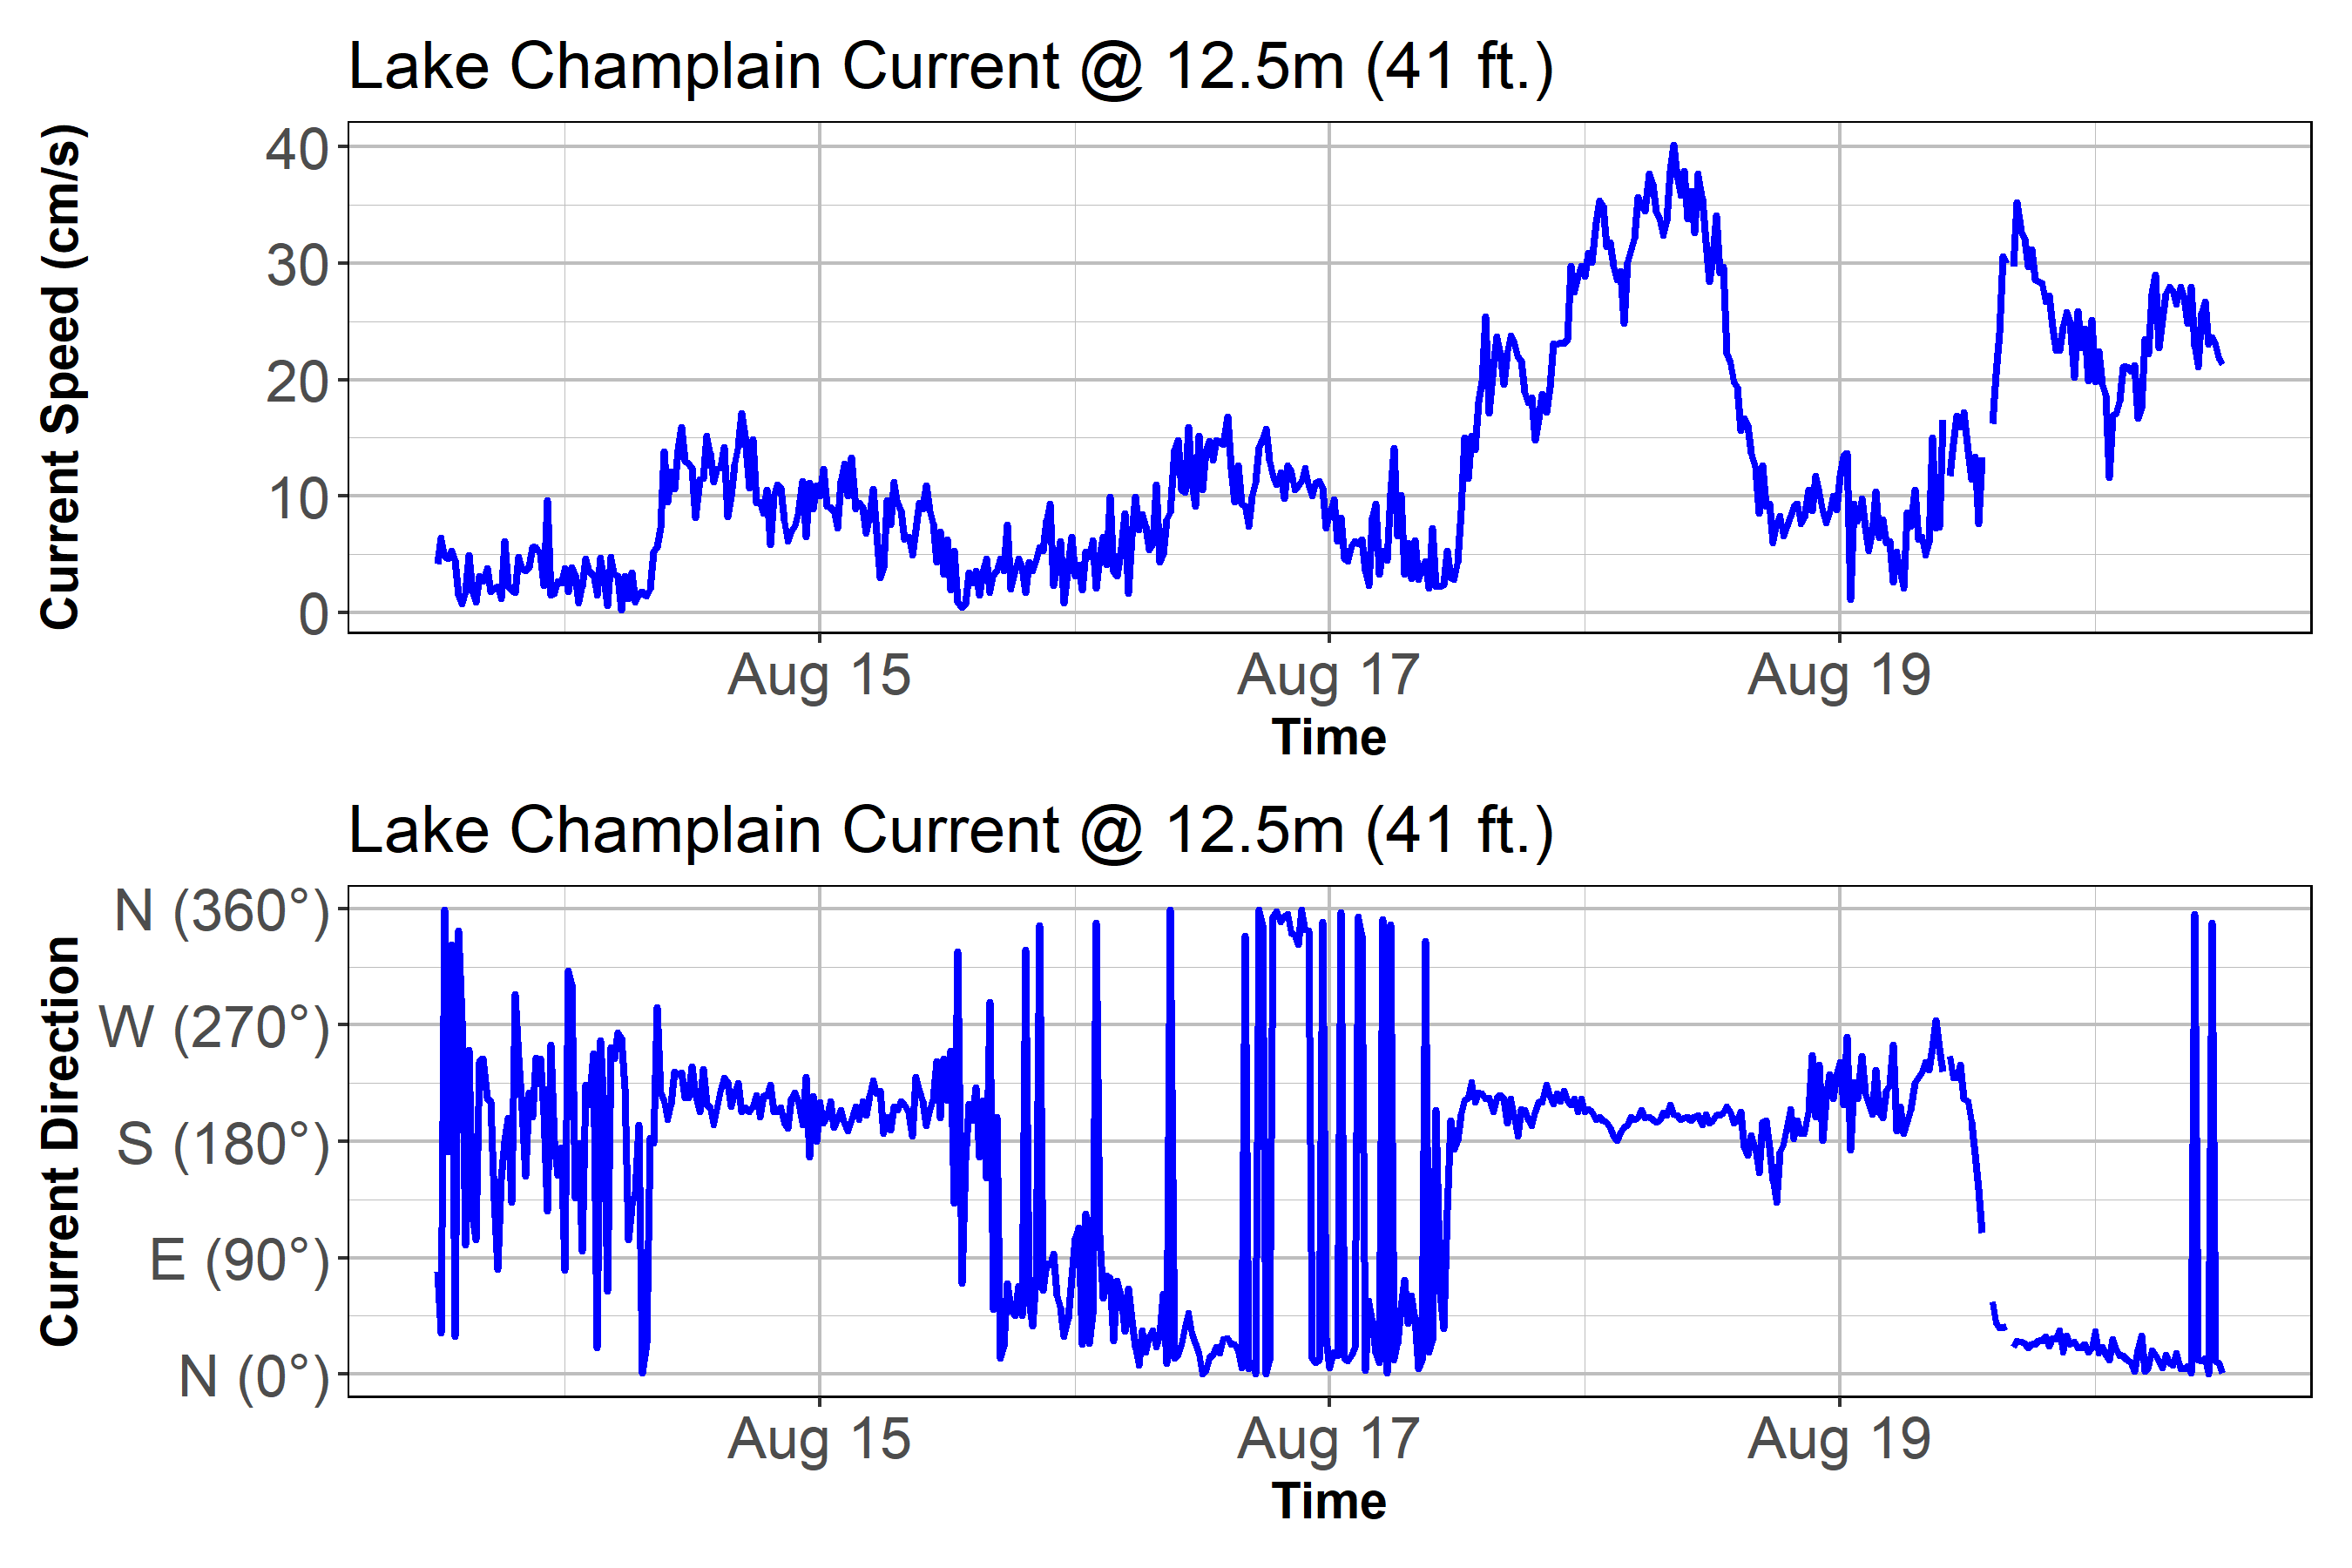 Lake Champlain Current @ 12.5m (41 ft.)
Current Speed (cm/s)
40
30
20
10
0
Aug 15 Aug 17 Aug 19
Time
Lake Champlain Current @ 12.5m (41 ft.)
Current Direction
N (360°)
W (270°)
S (180°)
E (90°)
N (0°)
Aug 15 Aug 17 Aug 19
Time